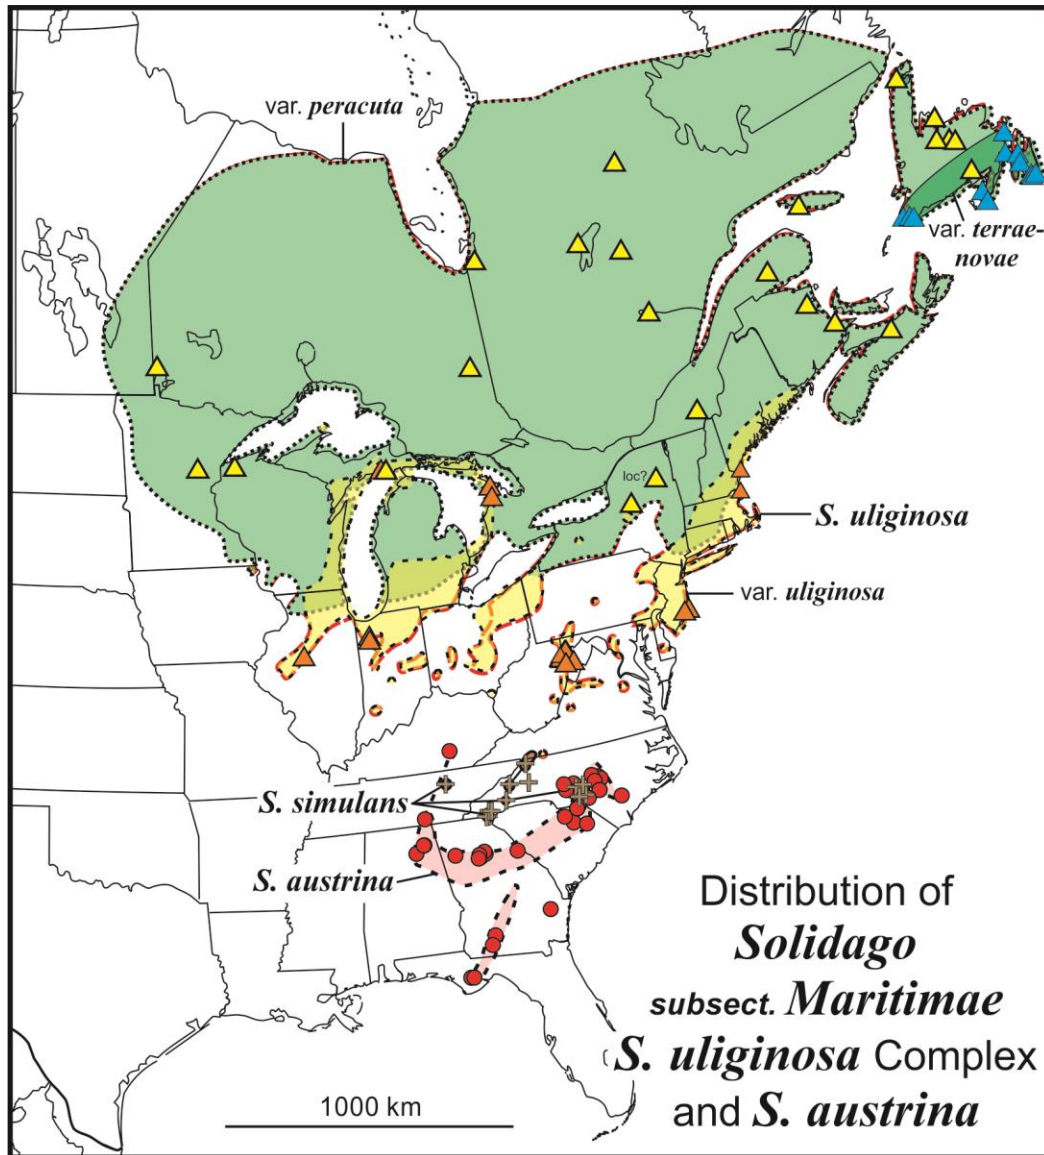 var. peracuta
var. terrae-
novae
loc?
S. uliginosa
var. uliginosa
S. simulans
S. austrina
Distribution of
Solidago
subsect. Maritimae
S. uliginosa Complex
and S. austrina
1000 km